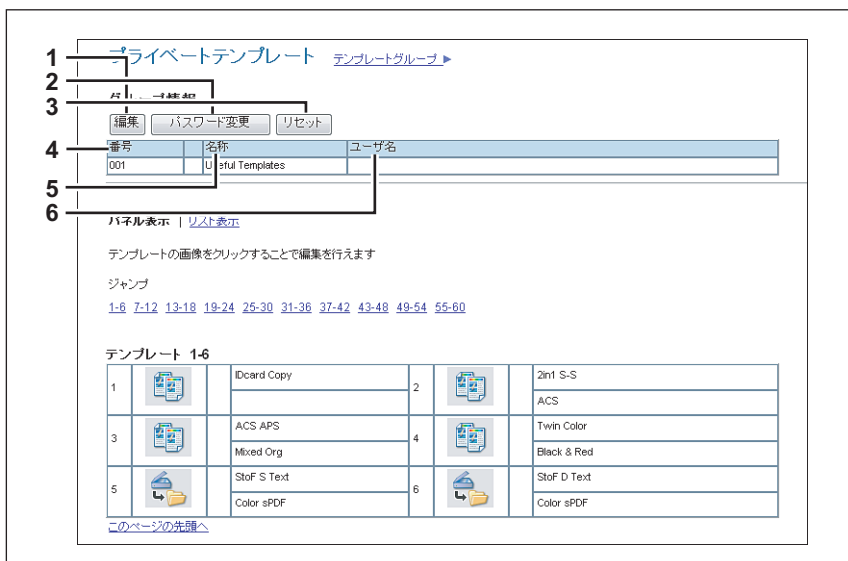 プライベートテンプレート テンプレートグループ ▶
1
2
グループ情報
3
編集 パスワード変更 リセット
4
番号 名称 ユーザ名
001 Useful Templates
5
6
パネル表示 | リスト表示
テンプレートの画像をクリックすることで編集を行えます
ジャンプ
1-6 7-12 13-18 19-24 25-30 31-36 37-42 43-48 49-54 55-60
テンプレート 1-6
1 IDcard Copy 2 2in1 S-S
ACS
3 ACS APS 4 Twin Color
Mixed Org Black & Red
5 StoF S Text 6 StoF D Text
Color sPDF Color sPDF
このページの先頭へ